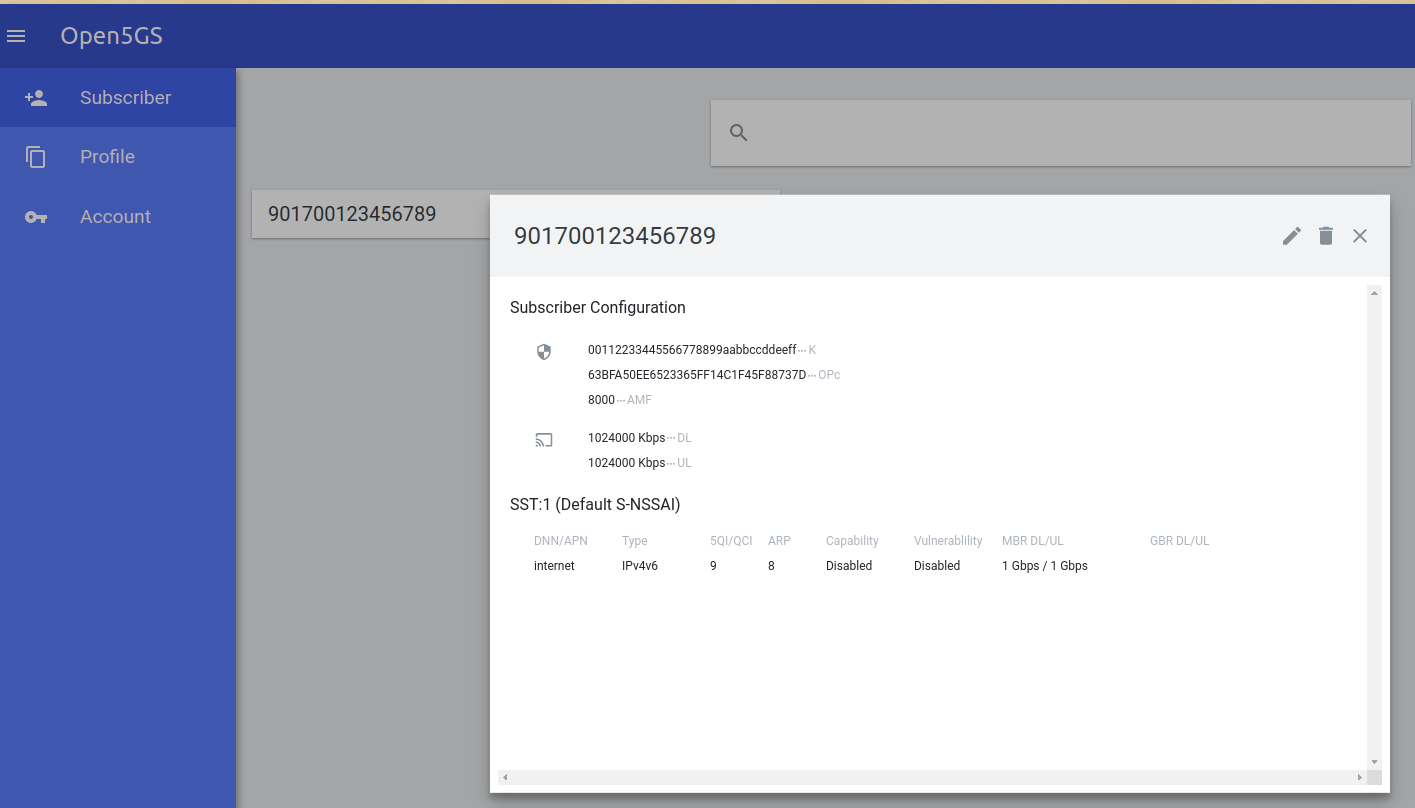 Open5GS
Subscriber
Profile
Account
901700123456789
901700123456789
Subscriber Configuration
00112233445566778899aabbccddeeff···K
63BFA50EE6523365FF14C1F45F88737D···OPc
8000···AMF
1024000 Kbps···DL
1024000 Kbps···UL
SST:1 (Default S-NSSAI)
DNN/APN Type 5QI/QCI ARP Capability Vulnerablility MBR DL/UL GBR DL/UL
internet IPv4v6 9 8 Disabled Disabled 1 Gbps / 1 Gbps